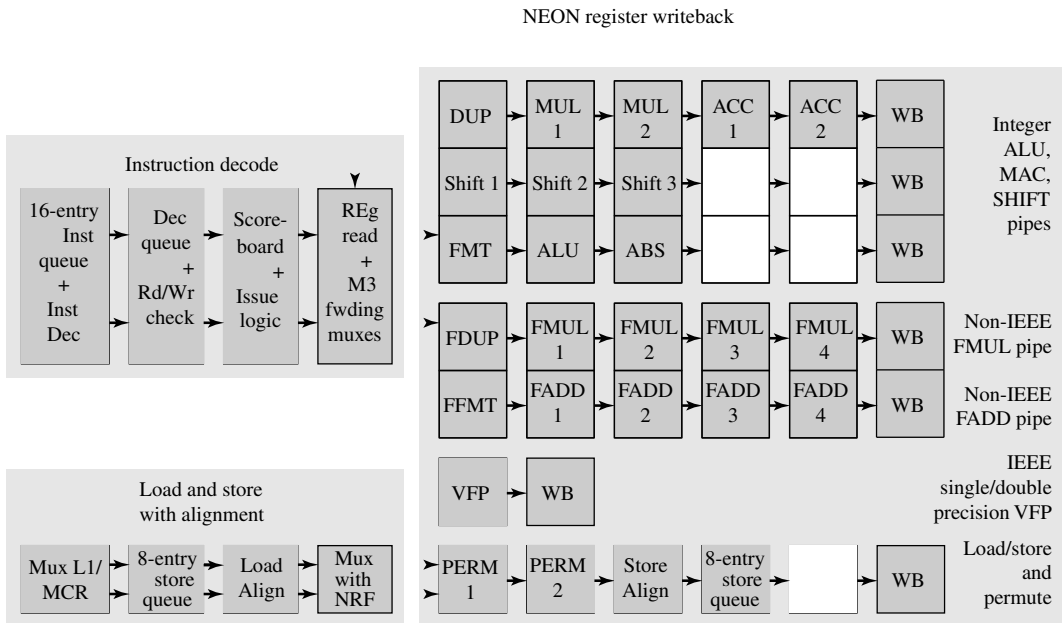 NEON register writeback
Instruction decode
16-entry
Inst
queue
+
Inst
Dec
Dec
queue
+
Rd/Wr
check
Score-
board
+
Issue
logic
REg
read
+
M3
fwding
muxes
Load and store
with alignment
Mux L1/
MCR
8-entry
store
queue
Load
Align
Mux
with
NRF
DUP
MUL
1
MUL
2
ACC
1
ACC
2
WB
Shift 1
Shift 2
Shift 3
WB
FMT
ALU
ABS
WB
Integer
ALU,
MAC,
SHIFT
pipes
FDUP
FMUL
1
FMUL
2
FMUL
3
FMUL
4
WB
Non-IEEE
FMUL pipe
FFMT
FADD
1
FADD
2
FADD
3
FADD
4
WB
Non-IEEE
FADD pipe
VFP
WB
IEEE
single/double
precision VFP
PERM
1
PERM
2
Store
Align
8-entry
store
queue
WB
Load/store
and
permute